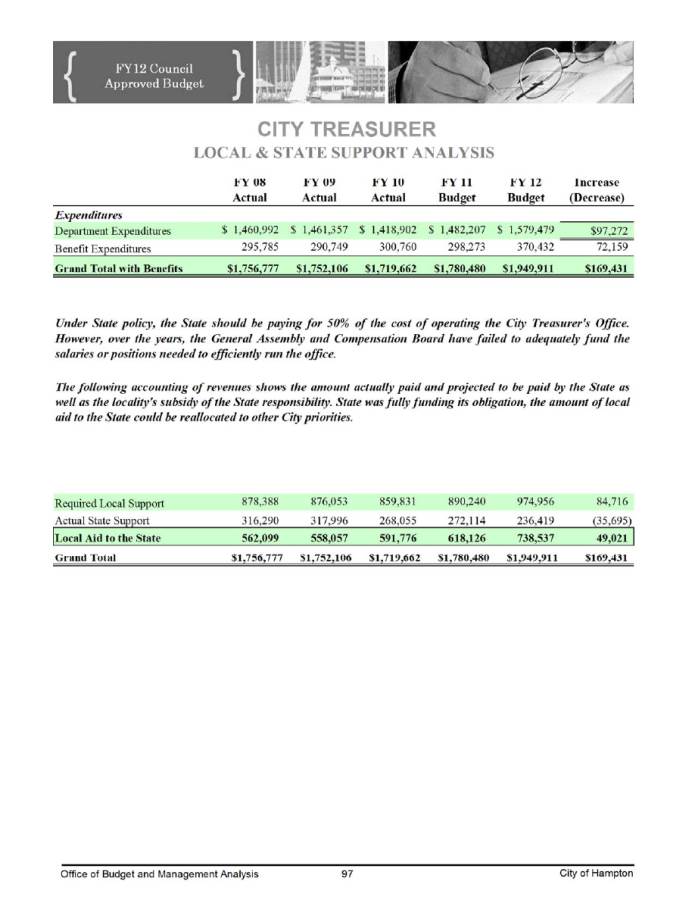 FY12 Council
Approved Budget
CITY TREASURER
LOCAL & STATE SUPPORT ANALYSIS
FY 08 FY 09 FY 10 FY 11 FY 12 Increase
Actual Actual Actual Budget Budget (Decrease)
Expenditures
Department Expenditures $ 1,460,992 $ 1,461,357 $ 1,418,902 $ 1,482,207 $ 1,579,479 $97,272
Benefit Expenditures 295,785 290,749 300,760 298,273 370,432 72,159
Grand Total with Benefits $1,756,777 $1,752,106 $1,719,662 $1,780,480 $1,949,911 $169,431
Under State policy, the State should be paying for 50% of the cost of operating the City Treasurer's Office.
However, over the years, the General Assembly and Compensation Board have failed to adequately fund the
salaries or positions needed to efficiently run the office.
The following accounting of revenues shows the amount actually paid and projected to be paid by the State as
well as the locality's subsidy of the State responsibility. State was fully funding its obligation, the amount of local
aid to the State could be reallocated to other City priorities.
Required Local Support 878,388 876,053 859,831 890,240 974,956 84,716
Actual State Support 316,290 317,996 268,055 272,114 236,419 (35,695)
Local Aid to the State 562,099 558,057 591,776 618,126 738,537 49,021
Grand Total $1,756,777 $1,752,106 $1,719,662 $1,780,480 $1,949,911 $169,431
Office of Budget and Management Analysis 97 City of Hampton